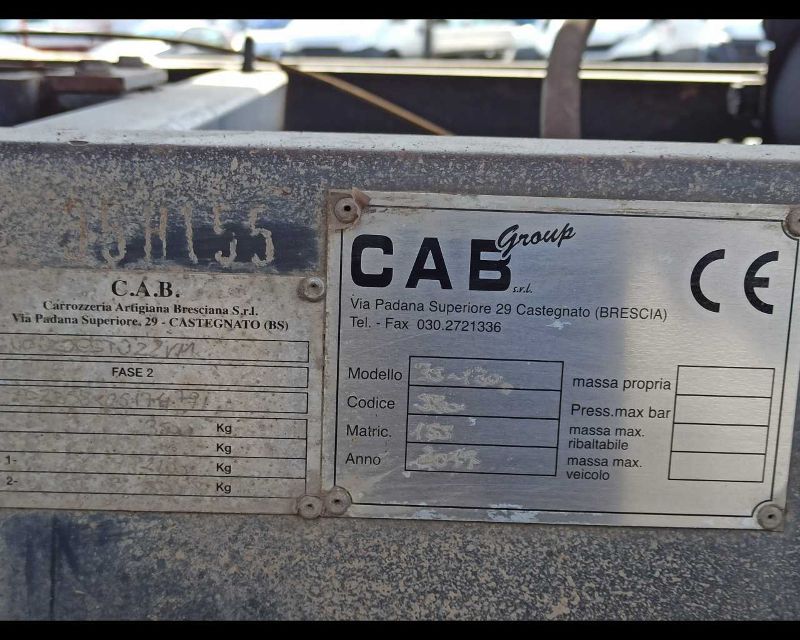 C.A.B.
Carrozzeria Artigiana Bresciana S.r.l.
Via Padana Superiore, 29 - CASTEGNATO (BS)
FASE 2
Kg
Kg
1- Kg
2- Kg
CAB Group s.r.l.
Via Padana Superiore 29 Castegnato (BRESCIA)
Tel. - Fax 030.2721336
CE
Modello
Codice
Matric.
Anno
massa propria
Press.max bar
massa max. ribaltabile
massa max. veicolo